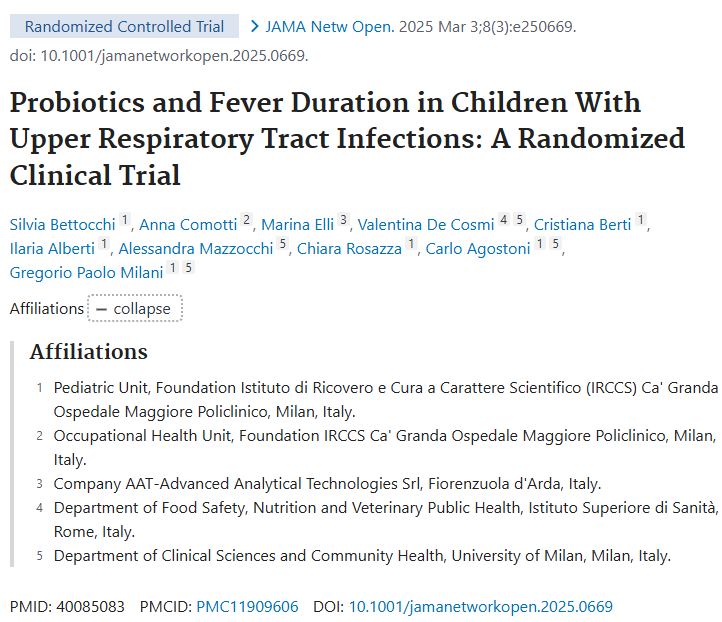 Randomized Controlled Trial > JAMA Netw Open. 2025 Mar 3;8(3):e250669.
doi: 10.1001/jamanetworkopen.2025.0669.
Probiotics and Fever Duration in Children With
Upper Respiratory Tract Infections: A Randomized
Clinical Trial
Silvia Bettocchi 1, Anna Comotti 2, Marina Elli 3, Valentina De Cosmi 4 5, Cristiana Berti 1,
Ilaria Alberti 1, Alessandra Mazzocchi 5, Chiara Rosazza 1, Carlo Agostoni 1 5,
Gregorio Paolo Milani 1 5
Affiliations − collapse
Affiliations
1 Pediatric Unit, Foundation Istituto di Ricovero e Cura a Carattere Scientifico (IRCCS) Ca' Granda
Ospedale Maggiore Policlinico, Milan, Italy.
2 Occupational Health Unit, Foundation IRCCS Ca' Granda Ospedale Maggiore Policlinico, Milan,
Italy.
3 Company AAT-Advanced Analytical Technologies Srl, Fiorenzuola d'Arda, Italy.
4 Department of Food Safety, Nutrition and Veterinary Public Health, Istituto Superiore di Sanità,
Rome, Italy.
5 Department of Clinical Sciences and Community Health, University of Milan, Milan, Italy.
PMID: 40085083 PMCID: PMC11909606 DOI: 10.1001/jamanetworkopen.2025.0669